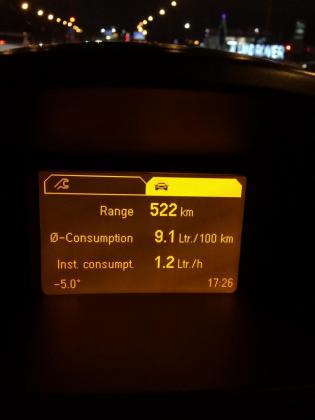 Range 522 km
Ø-Consumption 9.1 Ltr./100 km
Inst. consumpt. 1.2 Ltr./h
-5.0° 17:26